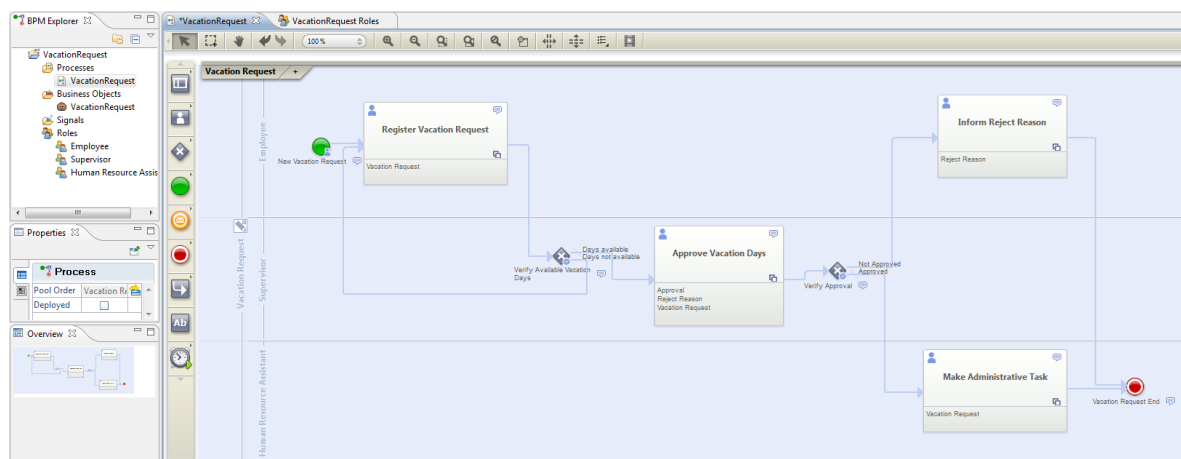 BPM Explorer
VacationRequest
Processes
VacationRequest
Business Objects
VacationRequest
Signals
Roles
Employee
Supervisor
Human Resource Assis
Properties
Process
Pool Order
Vacation Re
Deployed
Overview
*VacationRequest
VacationRequest Roles
100 %
Ab
Vacation Request
+
Vacation Request
Employee
New Vacation Request
Register Vacation Request
Vacation Request
Inform Reject Reason
Reject Reason
Supervisor
Days available
Days not available
Verify Available Vacation
Days
Approve Vacation Days
Approval
Reject Reason
Vacation Request
Not Approved
Approved
Verify Approval
Human Resource Assistant
Make Administrative Task
Vacation Request
Vacation Request End